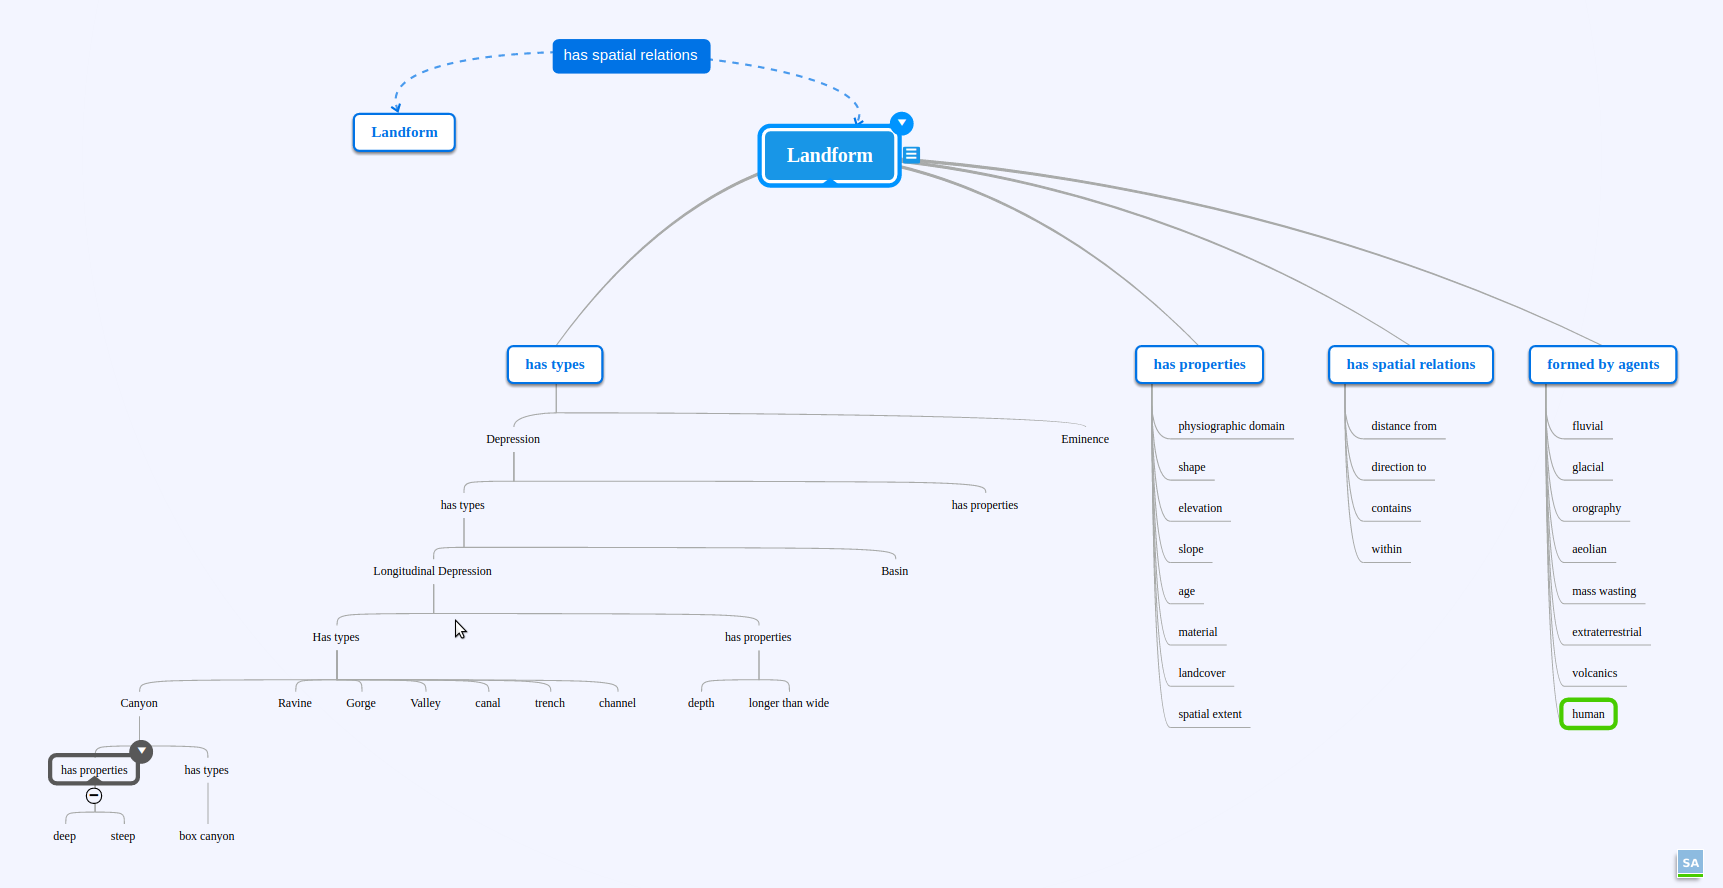 has spatial relations
Landform
Landform
has types
has properties
has spatial relations
formed by agents
physiographic domain
distance from
fluvial
Depression
Eminence
shape
direction to
glacial
has types
has properties
elevation
contains
orography
slope
within
aeolian
Longitudinal Depression
Basin
age
mass wasting
Has types
has properties
material
extraterrestrial
landcover
volcanics
Canyon
Ravine
Gorge
Valley
canal
trench
channel
depth
longer than wide
spatial extent
human
has properties
has types
deep
steep
box canyon
SA